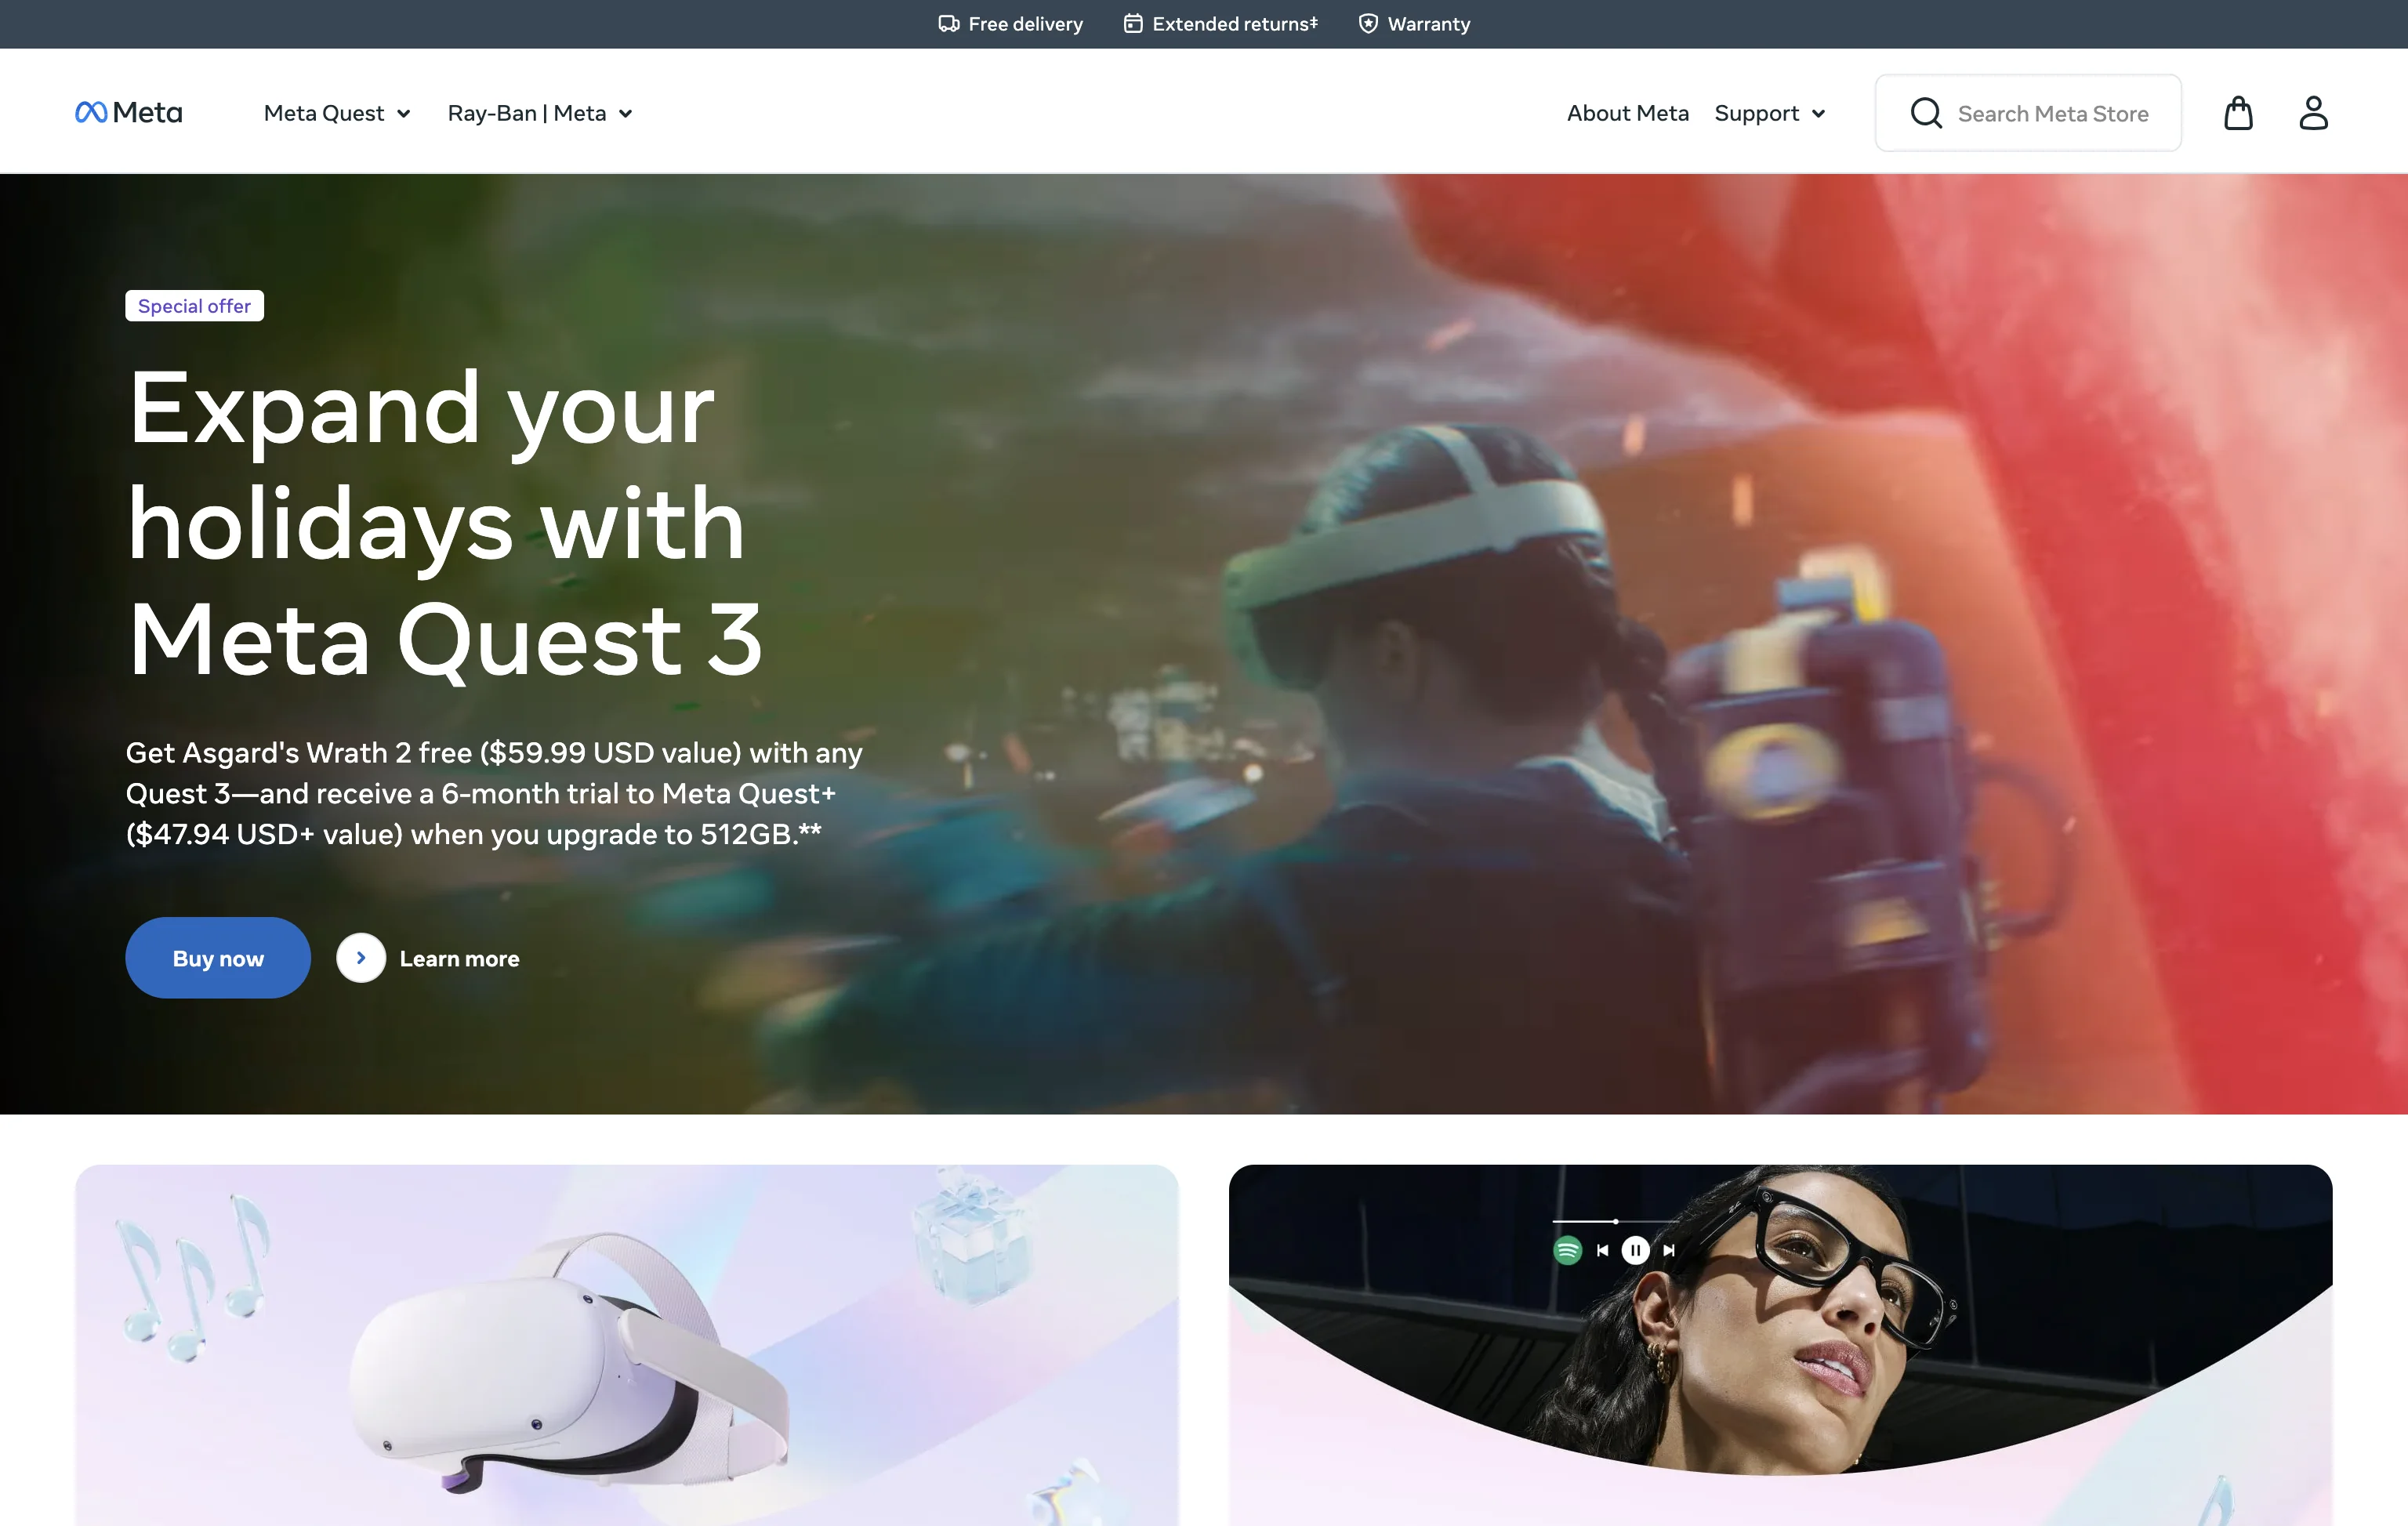 Free delivery
Extended returns‡
Warranty
Meta
Meta Quest
Ray-Ban | Meta
About Meta
Support
Search Meta Store
Special offer
Expand your
holidays with
Meta Quest 3
Get Asgard's Wrath 2 free ($59.99 USD value) with any
Quest 3—and receive a 6-month trial to Meta Quest+
($47.94 USD+ value) when you upgrade to 512GB.**
Buy now
Learn more